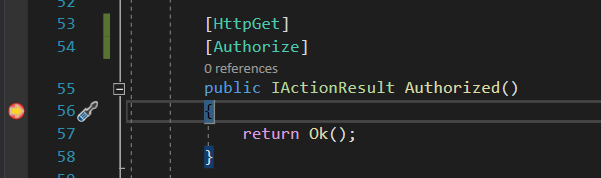 52
53 [HttpGet]
54 [Authorize]
0 references
55 public IActionResult Authorized()
56 {
57 return Ok();
58 }
59